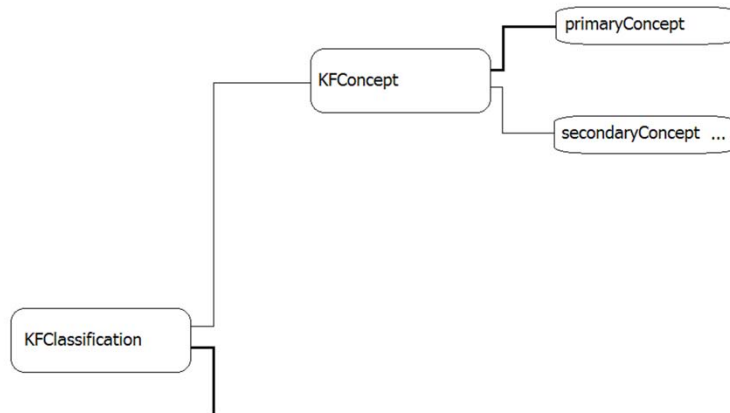 primaryConcept
KFConcept
secondaryConcept ...
KFClassification